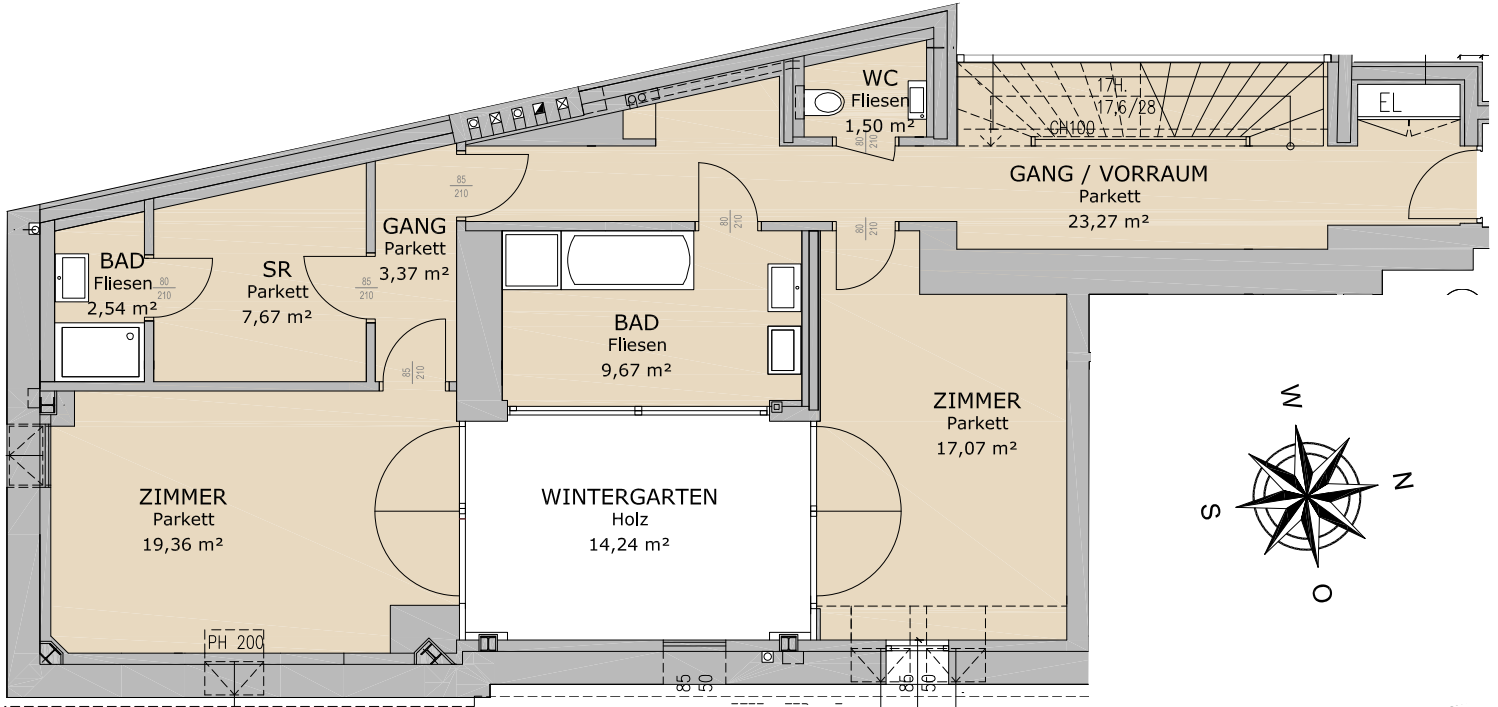 WC
Fliesen
1,50 m²
80
210
17H.
17,6/28
CH100
EL
GANG / VORRAUM
Parkett
23,27 m²
85
210
80
210
80
210
GANG
Parkett
3,37 m²
BAD
Fliesen
2,54 m²
80
210
SR
Parkett
7,67 m²
85
210
85
210
BAD
Fliesen
9,67 m²
ZIMMER
Parkett
17,07 m²
ZIMMER
Parkett
19,36 m²
WINTERGARTEN
Holz
14,24 m²
W
N
S
O
PH 200
85
50
85
50